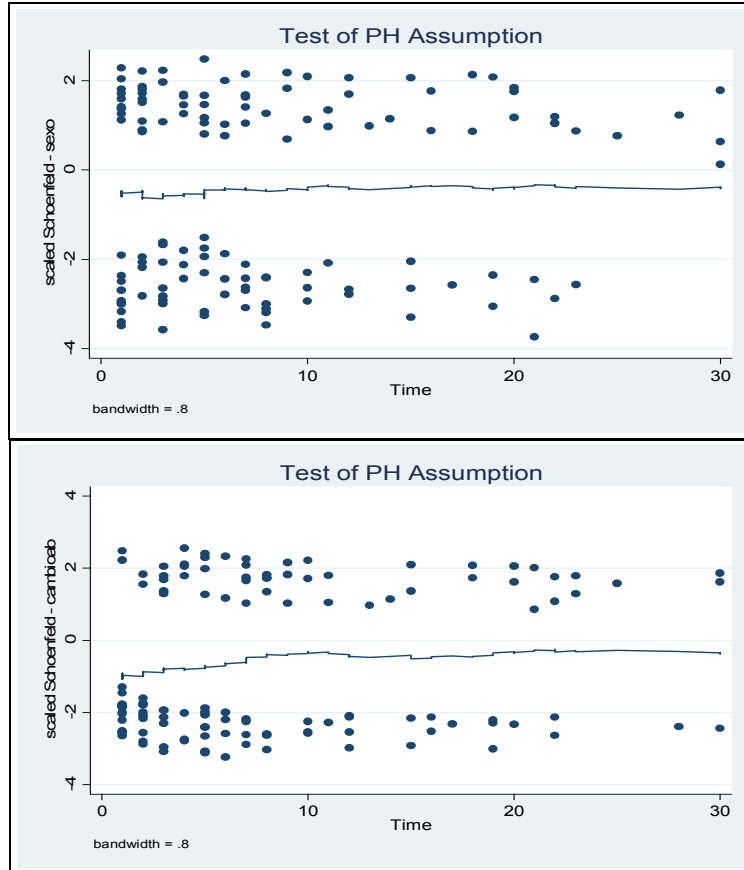 Test of PH Assumption
scaled Schoenfeld - sexo
2
0
-2
-4
0
10
20
30
Time
bandwidth = .8
Test of PH Assumption
scaled Schoenfeld - cambicab
4
2
0
-2
-4
0
10
20
30
Time
bandwidth = .8